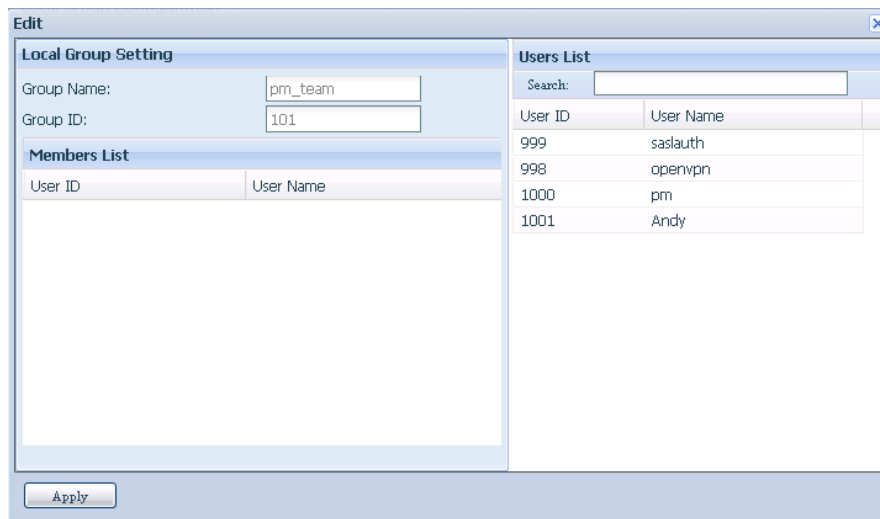 Edit
Local Group Setting
Group Name: pm_team
Group ID: 101
Members List
User ID User Name
Users List
Search:
User ID User Name
999 saslauth
998 openvpn
1000 pm
1001 Andy
Apply